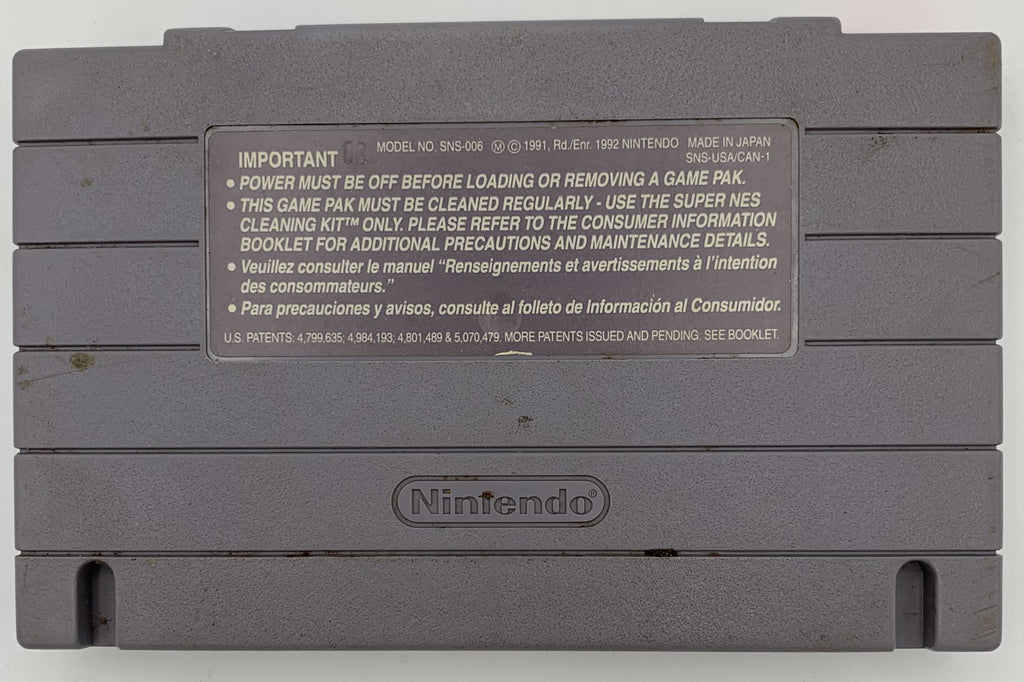 IMPORTANT MODEL NO. SNS-006 Ⓜ © 1991, Rd./Enr. 1992 NINTENDO MADE IN JAPAN
SNS-USA/CAN-1
• POWER MUST BE OFF BEFORE LOADING OR REMOVING A GAME PAK.
• THIS GAME PAK MUST BE CLEANED REGULARLY - USE THE SUPER NES
CLEANING KIT™ ONLY. PLEASE REFER TO THE CONSUMER INFORMATION
BOOKLET FOR ADDITIONAL PRECAUTIONS AND MAINTENANCE DETAILS.
• Veuillez consulter le manuel “Renseignements et avertissements à l’intention
des consommateurs.”
• Para precauciones y avisos, consulte al folleto de Información al Consumidor.
U.S. PATENTS: 4,799,635; 4,984,193; 4,801,489 & 5,070,479. MORE PATENTS ISSUED AND PENDING. SEE BOOKLET.
Nintendo®